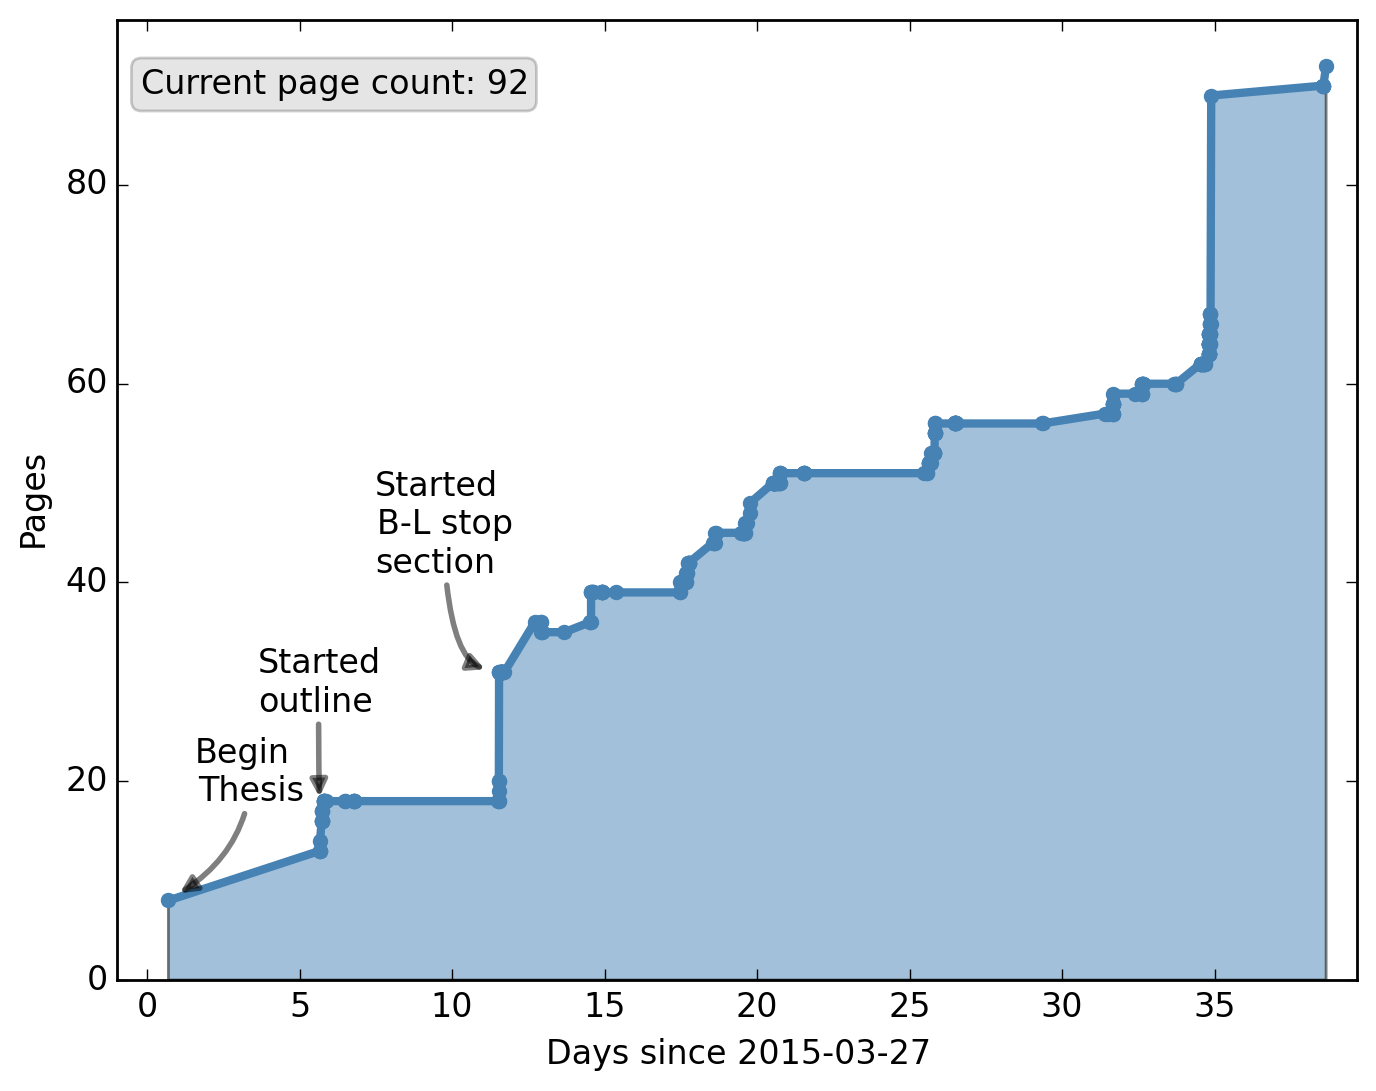 Current page count: 92
80
60
40
20
0
Pages
Started
B-L stop
section
Started
outline
Begin
Thesis
0 5 10 15 20 25 30 35
Days since 2015-03-27